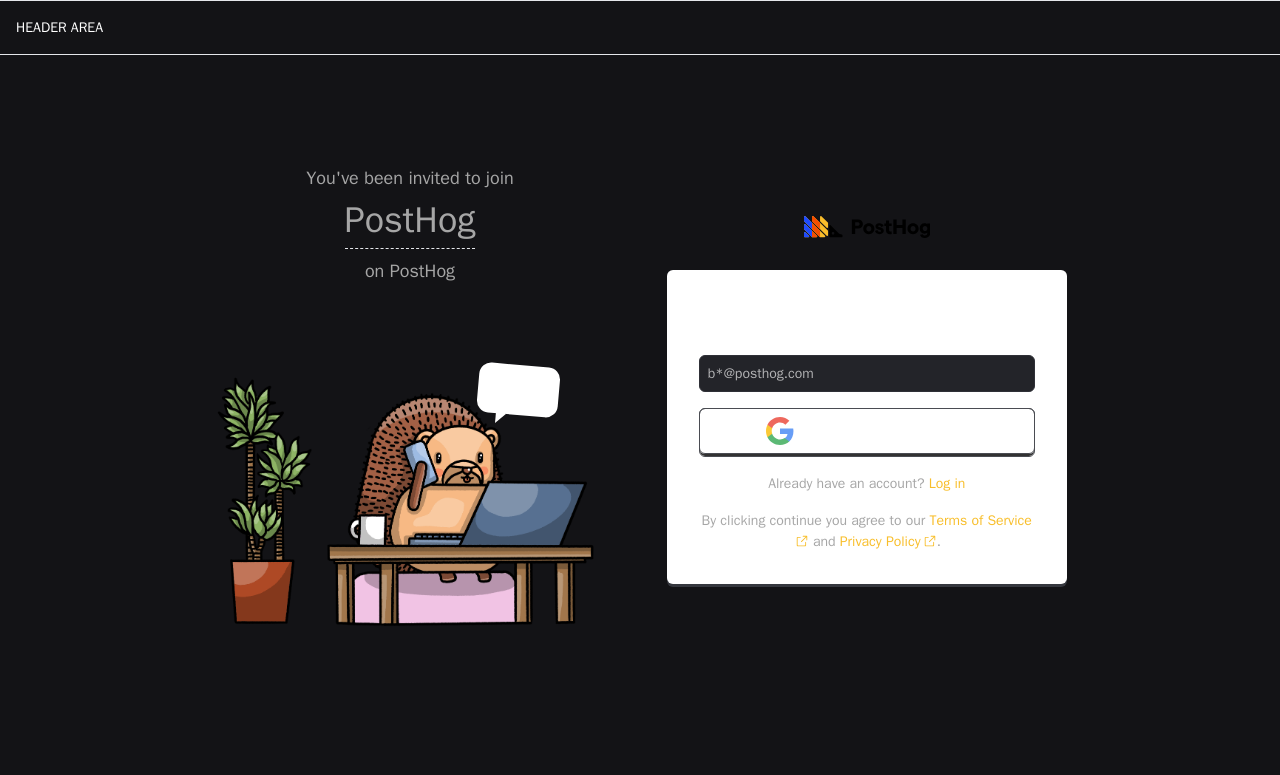 HEADER AREA
You've been invited to join
PostHog
on PostHog
PostHog
b*@posthog.com
Already have an account? Log in
By clicking continue you agree to our Terms of Service
and Privacy Policy.